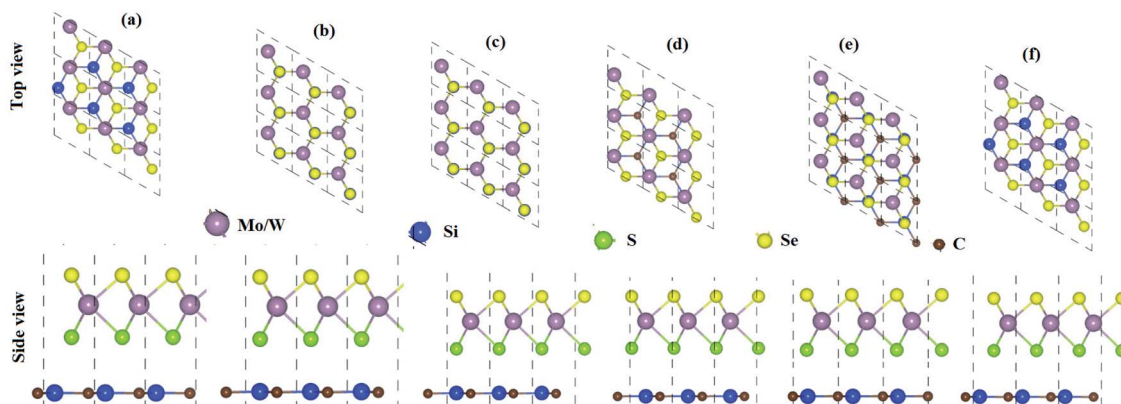 (a)
(b)
(c)
(d)
(e)
(f)
Top view
Mo/W
Si
S
Se
C
Side view